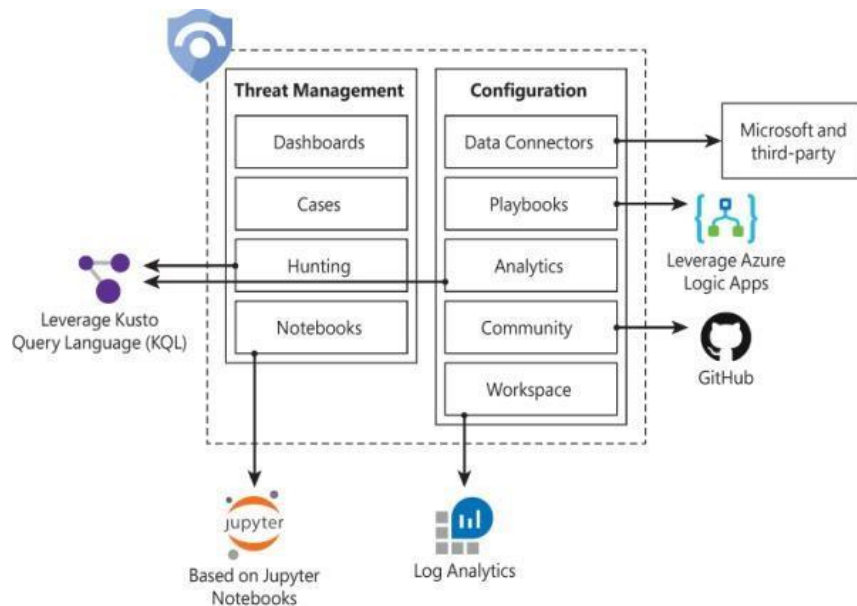 Threat Management
Dashboards
Cases
Hunting
Notebooks
Configuration
Data Connectors
Playbooks
Analytics
Community
Workspace
Microsoft and
third-party
Leverage Azure
Logic Apps
GitHub
Leverage Kusto
Query Language (KQL)
jupyter
Based on Jupyter
Notebooks
Log Analytics